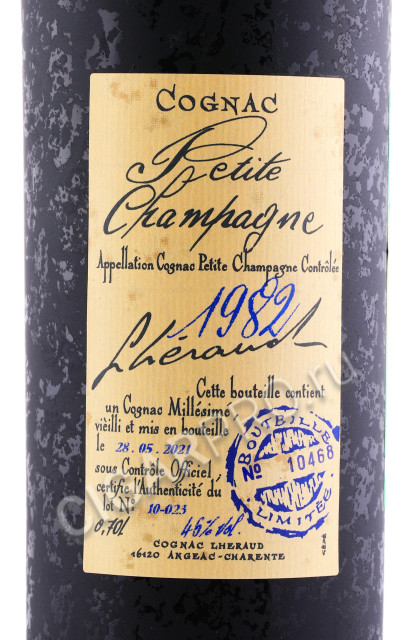 COGNAC
Petite
Champagne
Appellation Cognac Petite Champagne Contrôlée
1982
Lhéraud
Cette bouteille contient
un Cognac Millésime
vieilli et mis en bouteille
le 28.05.2021
sous Contrôle Officiel
certifie l'Authenticité du
lot N° 10-023
0,70l 46% Vol.
BOUTEILLE
N° 10468
LIMITÉE
COGNAC LHERAUD
16120 ANGEAC-CHARENTE